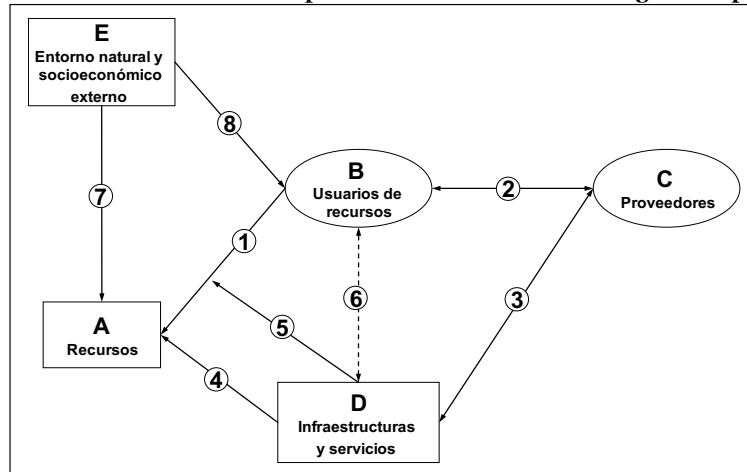 E
Entorno natural y
socioeconómico
externo
8
B
Usuarios de
recursos
2
C
Proveedores
7
1
3
6
A
Recursos
5
4
D
Infraestructuras
y servicios